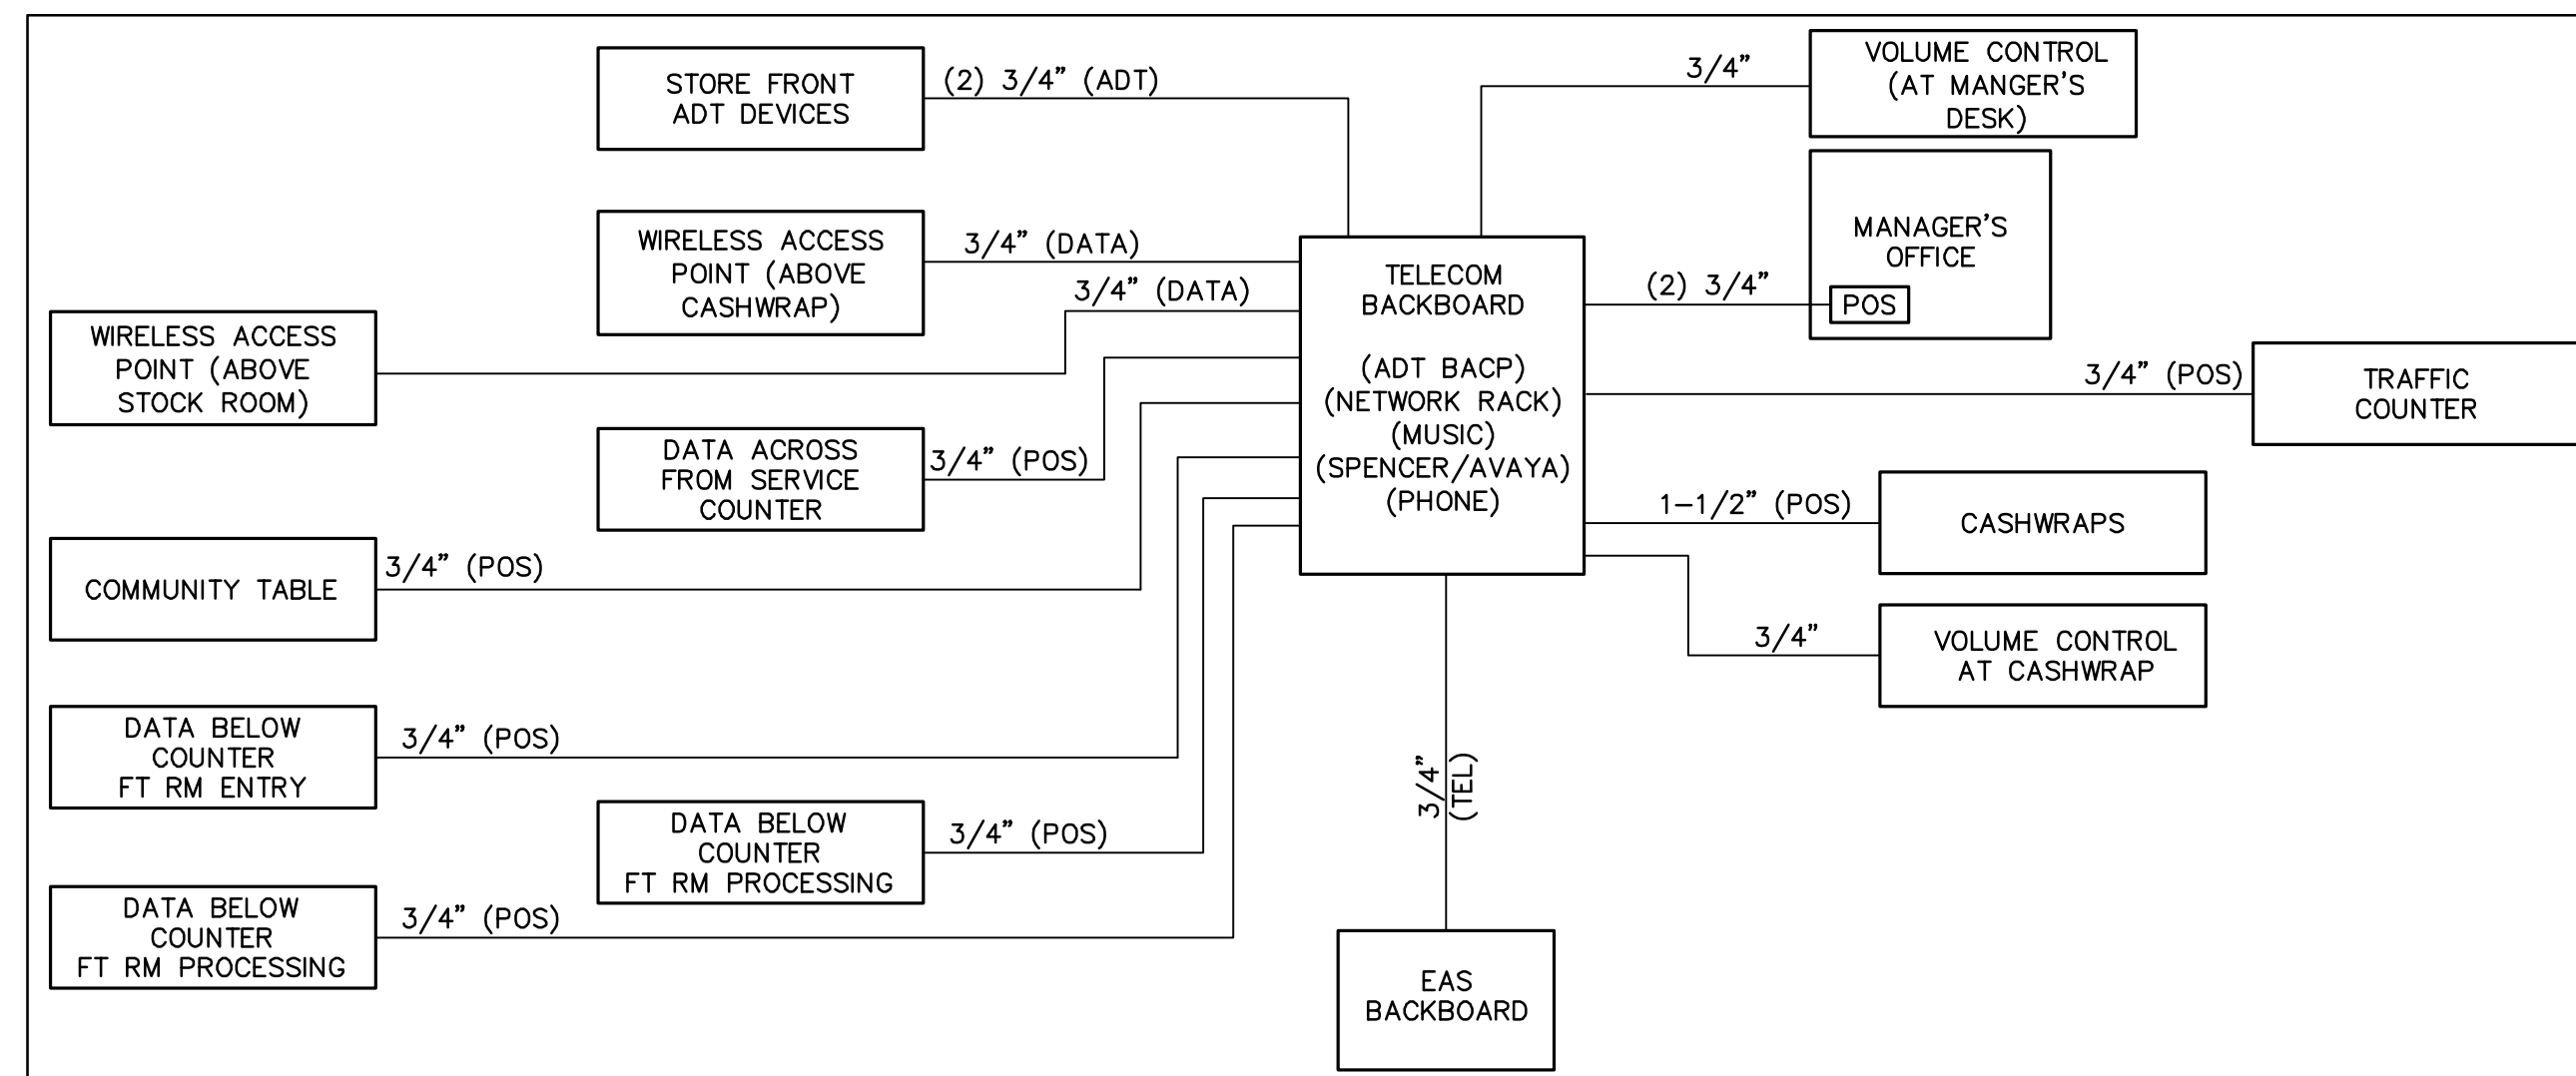 STORE FRONT
ADT DEVICES
(2) 3/4” (ADT)
3/4”
VOLUME CONTROL
(AT MANGER’S
DESK)
WIRELESS ACCESS
POINT (ABOVE
CASHWRAP)
3/4” (DATA)
MANAGER’S
OFFICE
(2) 3/4”
POS
WIRELESS ACCESS
POINT (ABOVE
STOCK ROOM)
3/4” (DATA)
TELECOM
BACKBOARD
(ADT BACP)
(NETWORK RACK)
(MUSIC)
(SPENCER/AVAYA)
(PHONE)
3/4” (POS)
TRAFFIC
COUNTER
DATA ACROSS
FROM SERVICE
COUNTER
3/4” (POS)
1-1/2” (POS)
CASHWRAPS
COMMUNITY TABLE
3/4” (POS)
3/4”
VOLUME CONTROL
AT CASHWRAP
DATA BELOW
COUNTER
FT RM ENTRY
3/4” (POS)
3/4”
(TEL)
DATA BELOW
COUNTER
FT RM PROCESSING
3/4” (POS)
DATA BELOW
COUNTER
FT RM PROCESSING
3/4” (POS)
EAS
BACKBOARD